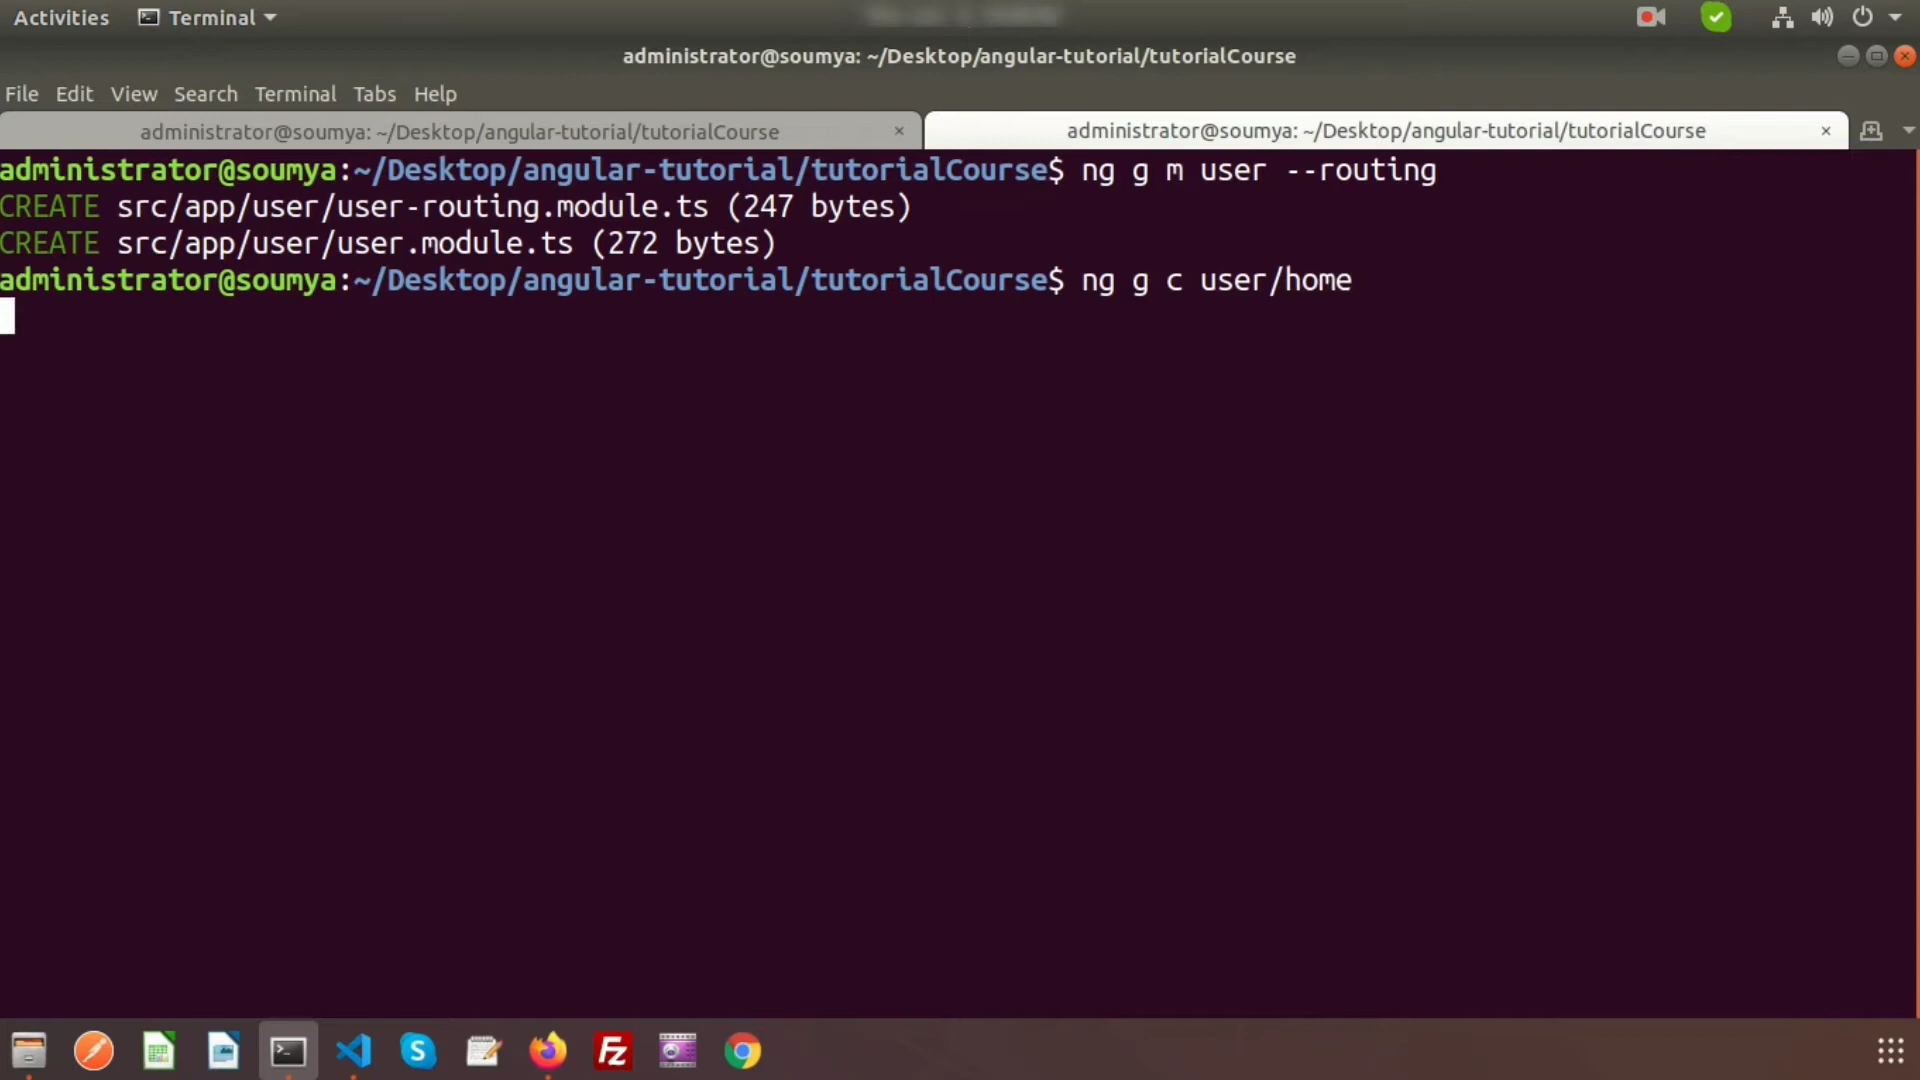 Activities Terminal
administrator@soumya: ~/Desktop/angular-tutorial/tutorialCourse
File Edit View Search Terminal Tabs Help
administrator@soumya: ~/Desktop/angular-tutorial/tutorialCourse × administrator@soumya: ~/Desktop/angular-tutorial/tutorialCourse ×
administrator@soumya:~/Desktop/angular-tutorial/tutorialCourse$ ng g m user --routing
CREATE src/app/user/user-routing.module.ts (247 bytes)
CREATE src/app/user/user.module.ts (272 bytes)
administrator@soumya:~/Desktop/angular-tutorial/tutorialCourse$ ng g c user/home